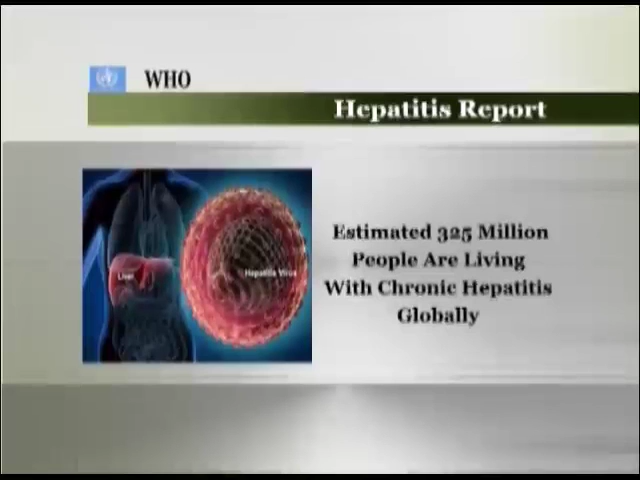 WHO
Hepatitis Report
Liver
Hepatitis Virus
Estimated 325 Million
People Are Living
With Chronic Hepatitis
Globally